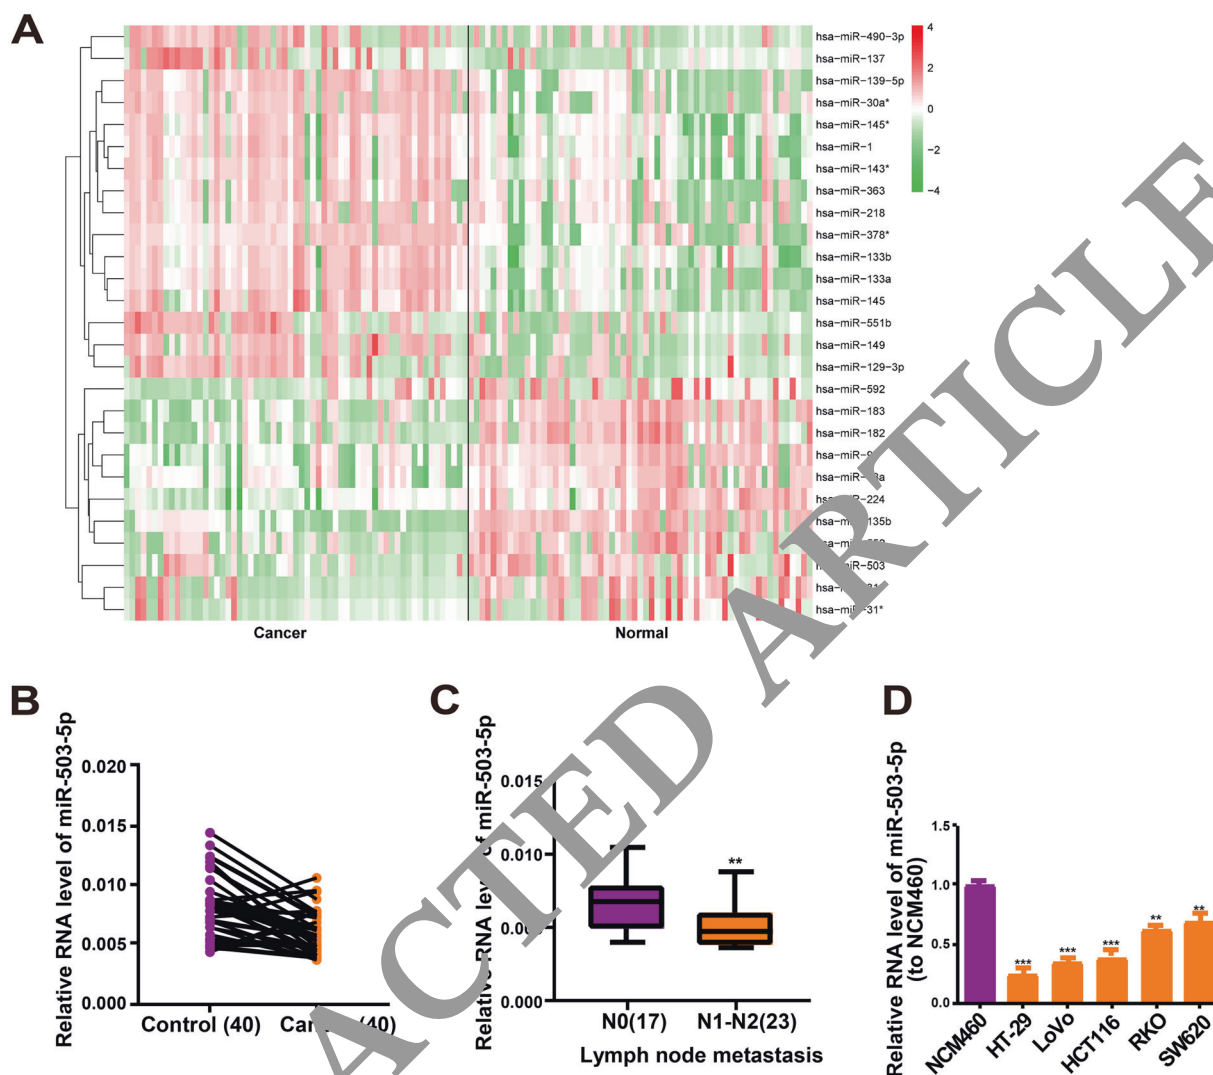 A
hsa-miR-490-3p
hsa-miR-137
hsa-miR-139-5p
hsa-miR-30a*
hsa-miR-145*
hsa-miR-1
hsa-miR-143*
hsa-miR-363
hsa-miR-218
hsa-miR-378*
hsa-miR-133b
hsa-miR-133a
hsa-miR-145
hsa-miR-551b
hsa-miR-149
hsa-miR-129-3p
hsa-miR-592
hsa-miR-183
hsa-miR-182
hsa-miR-224
hsa-miR-503
hsa-miR-31*
4
2
0
-2
-4
Cancer
Normal
ACTED ARTICLE
B
Relative RNA level of miR-503-5p
0.020
0.015
0.010
0.005
0.000
Control (40)
C
Relative RNA level of miR-503-5p
0.015
0.010
0.000
**
N0(17)
N1-N2(23)
Lymph node metastasis
D
Relative RNA level of miR-503-5p
(to NCM460)
1.5
1.0
0.5
0.0
***
***
***
**
**
NCM460
HT-29
LoVo
HCT116
RKO
SW620